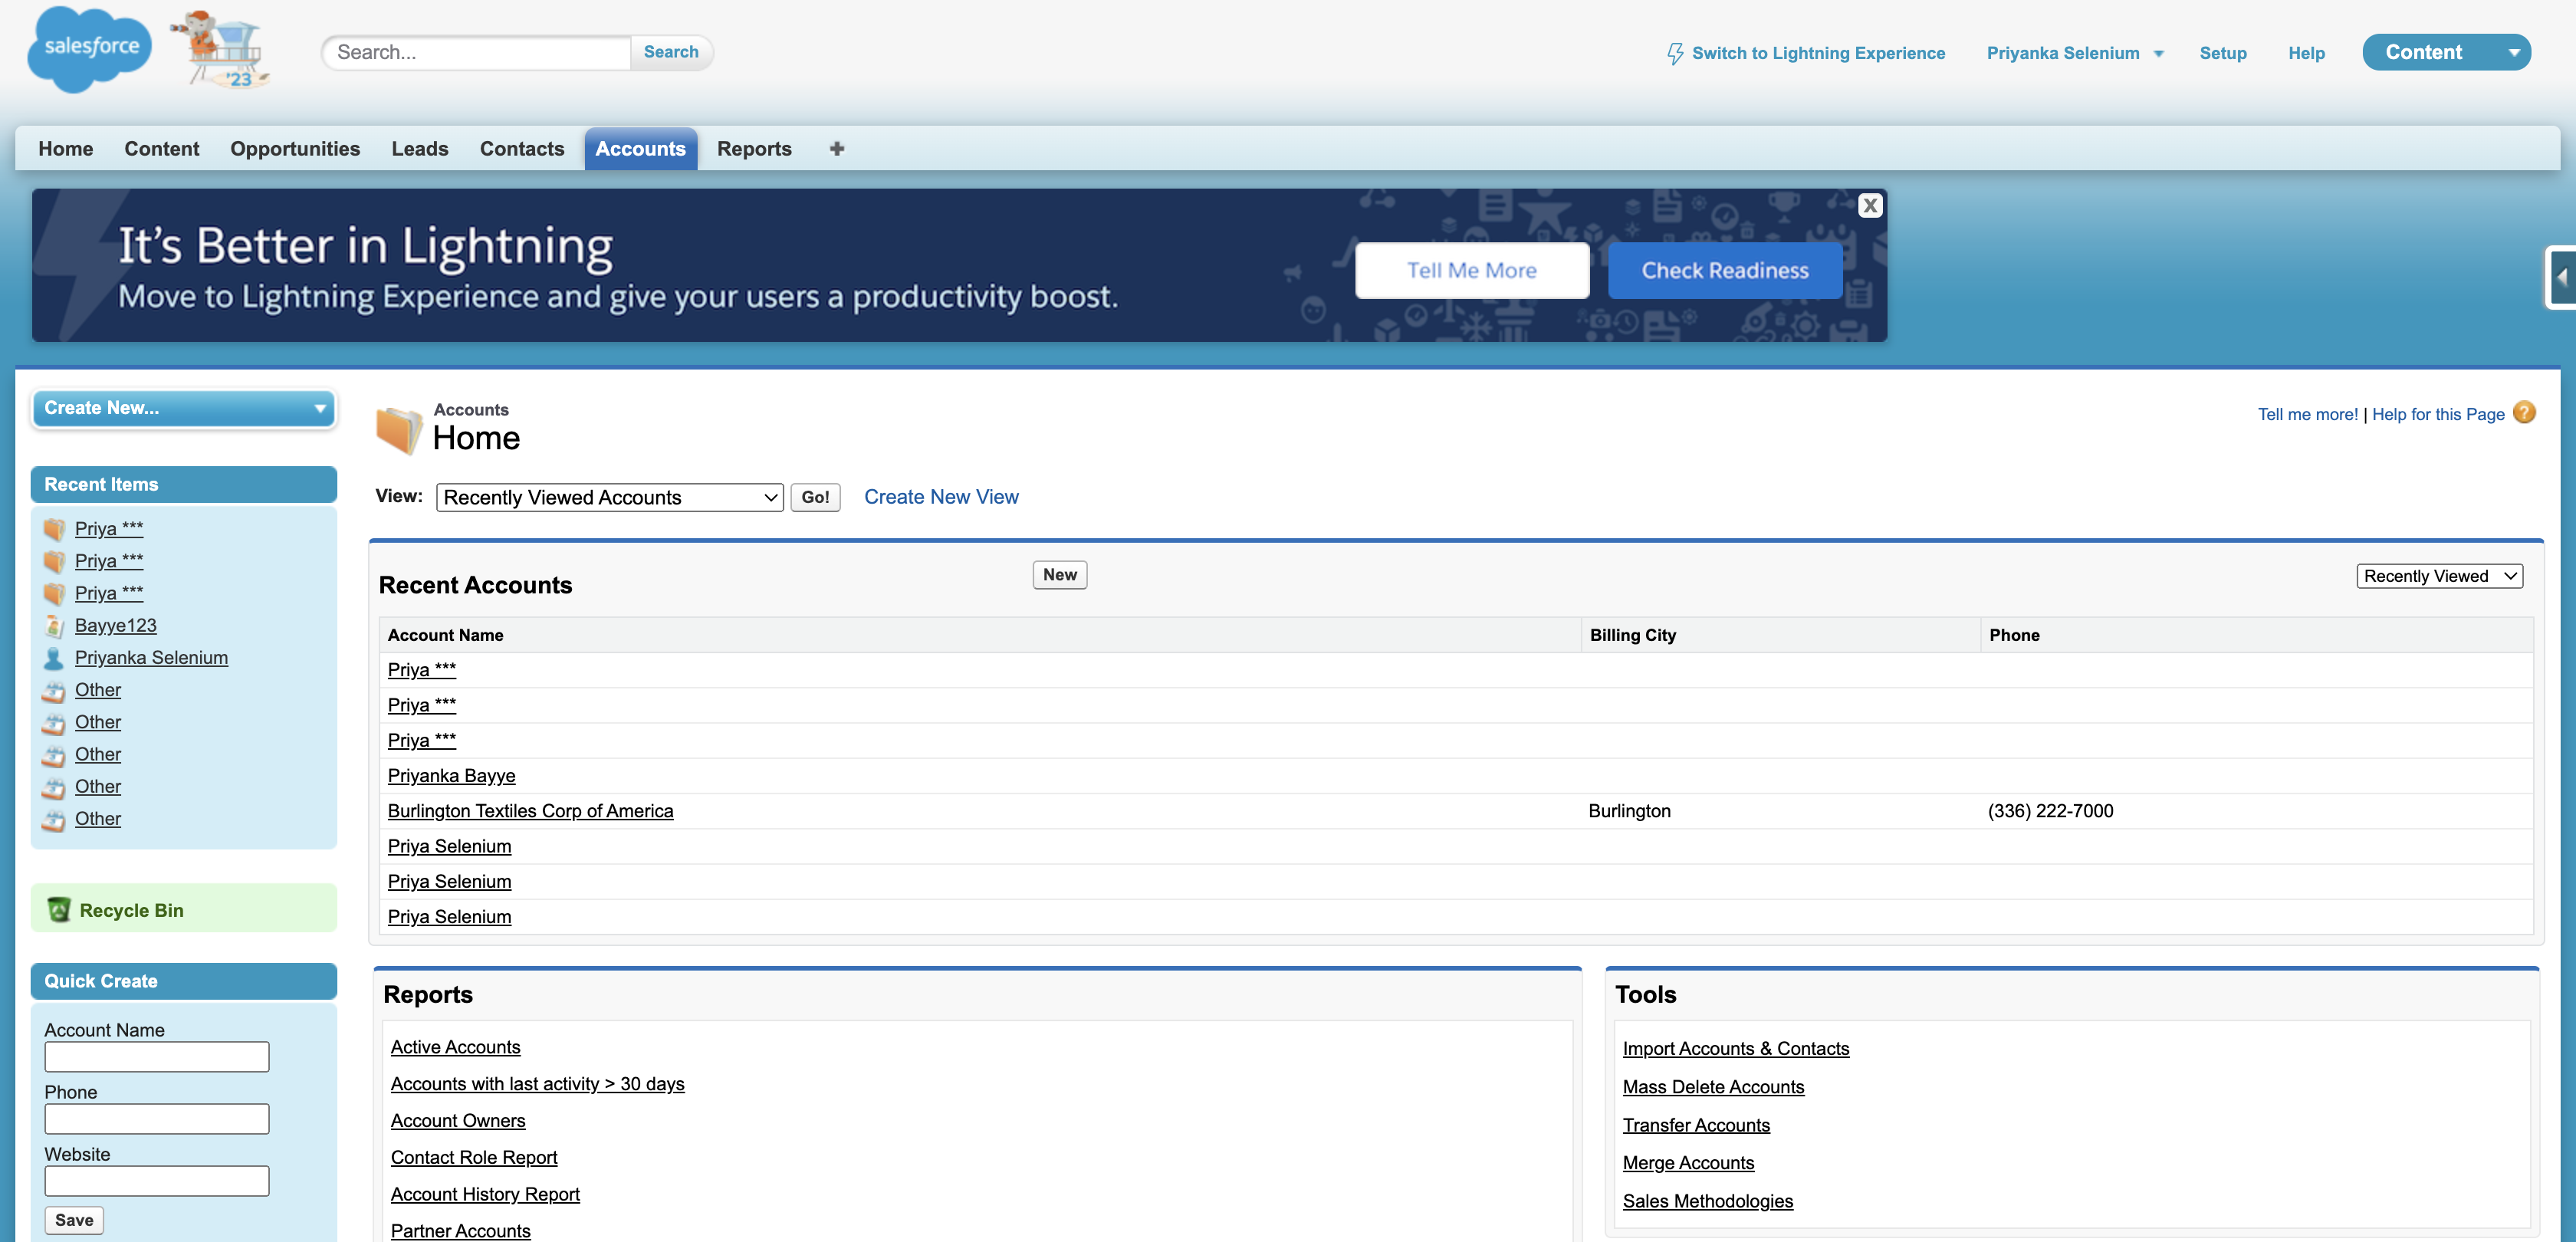 salesforce
'23
Search...
Search
Switch to Lightning Experience
Priyanka Selenium
Setup
Help
Content
Home
Content
Opportunities
Leads
Contacts
Accounts
Reports
+
It's Better in Lightning
Move to Lightning Experience and give your users a productivity boost.
Tell Me More
Check Readiness
X
Create New...
Recent Items
Priya ***
Priya ***
Priya ***
Bayye123
Priyanka Selenium
Other
Other
Other
Other
Other
Recycle Bin
Quick Create
Account Name
Phone
Website
Save
Accounts
Home
Tell me more! | Help for this Page ?
View: Recently Viewed Accounts Go! Create New View
Recent Accounts
New
Recently Viewed
Account Name Billing City Phone
Priya ***
Priya ***
Priya ***
Priyanka Bayye
Burlington Textiles Corp of America Burlington (336) 222-7000
Priya Selenium
Priya Selenium
Priya Selenium
Reports
Active Accounts
Accounts with last activity > 30 days
Account Owners
Contact Role Report
Account History Report
Partner Accounts
Tools
Import Accounts & Contacts
Mass Delete Accounts
Transfer Accounts
Merge Accounts
Sales Methodologies